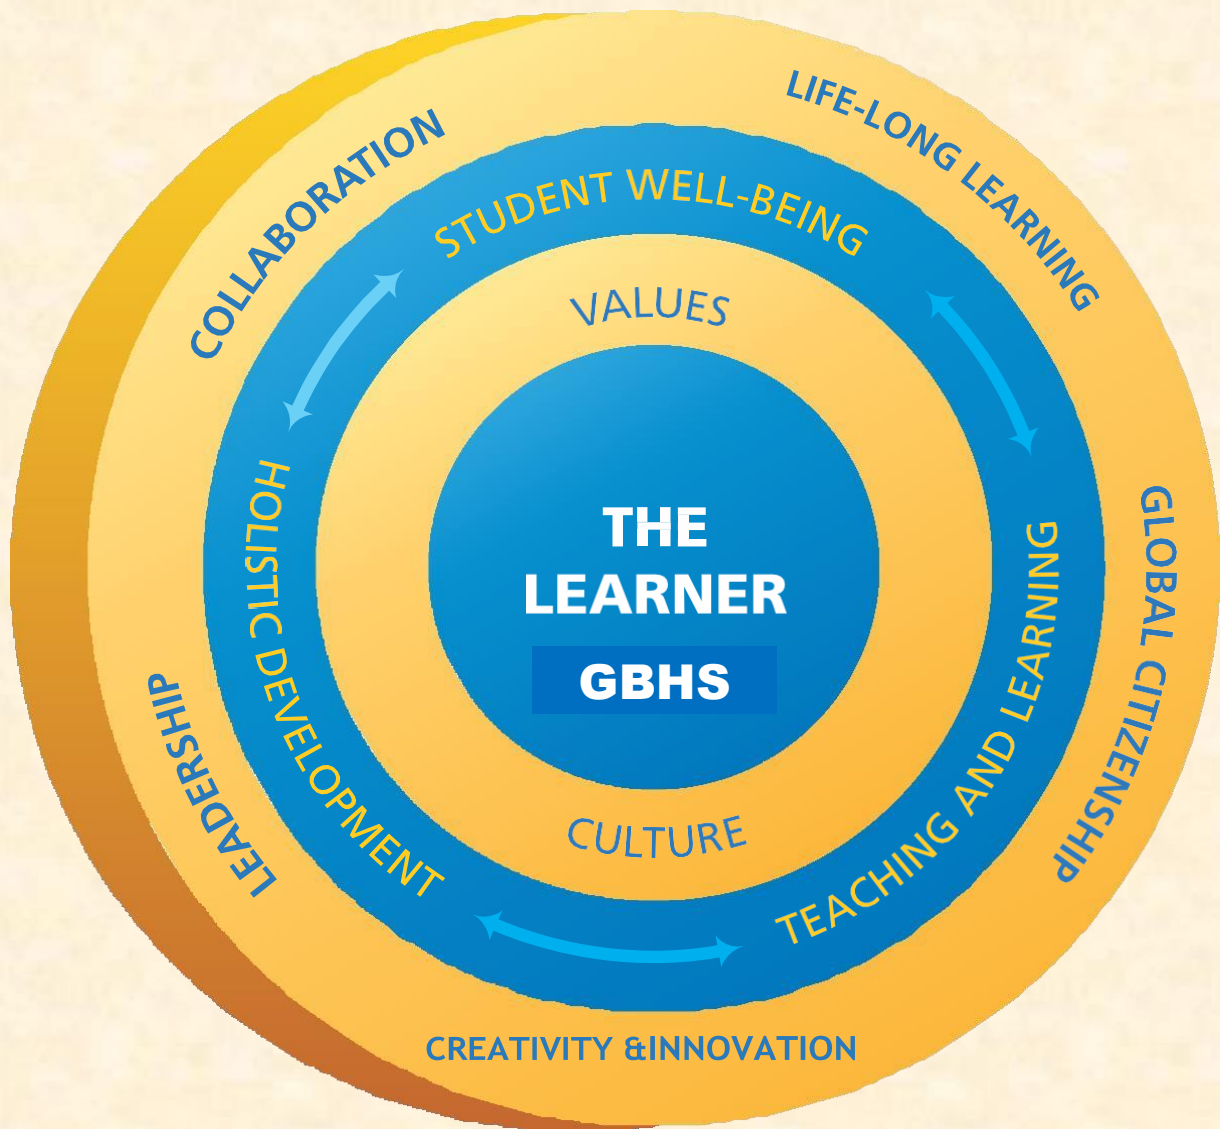 COLLABORATION
LIFE-LONG LEARNING
STUDENT WELL-BEING
VALUES
HOLISTIC DEVELOPMENT
THE
LEARNER
GBHS
TEACHING AND LEARNING
GLOBAL CITIZENSHIP
LEADERSHIP
CULTURE
CREATIVITY &INNOVATION